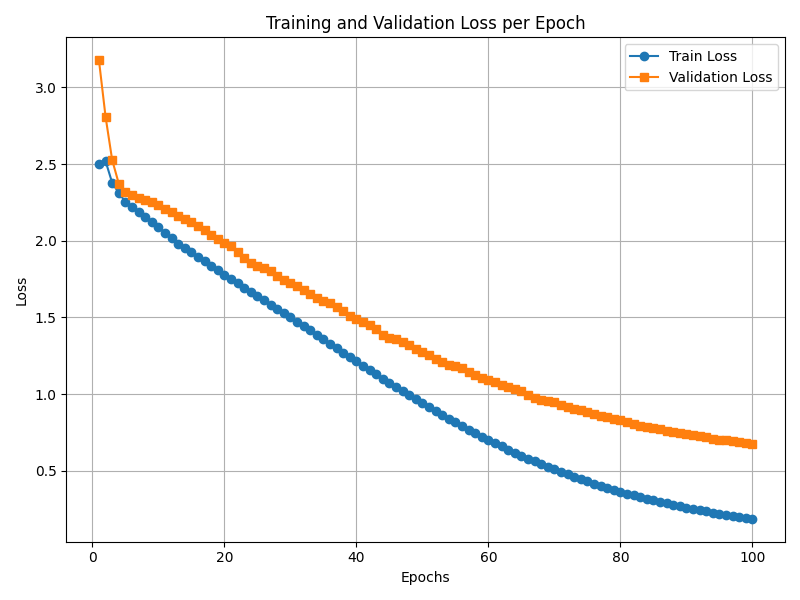 Training and Validation Loss per Epoch
Train Loss
Validation Loss
3.0
2.5
2.0
1.5
1.0
0.5
Loss
0 20 40 60 80 100
Epochs